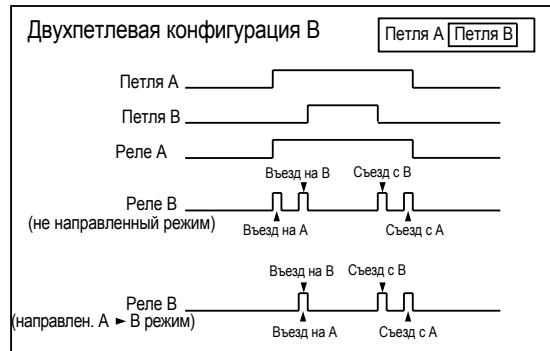 Двухпетлевая конфигурация B
Петля A Петля B
Петля A
Петля B
Реле A
Въезд на B Съезд с B
Реле B
(не направленный режим)
Въезд на A Съезд с A
Въезд на B Съезд с B
Реле B
(направлен. A ► B режим)
Въезд на A Съезд с A